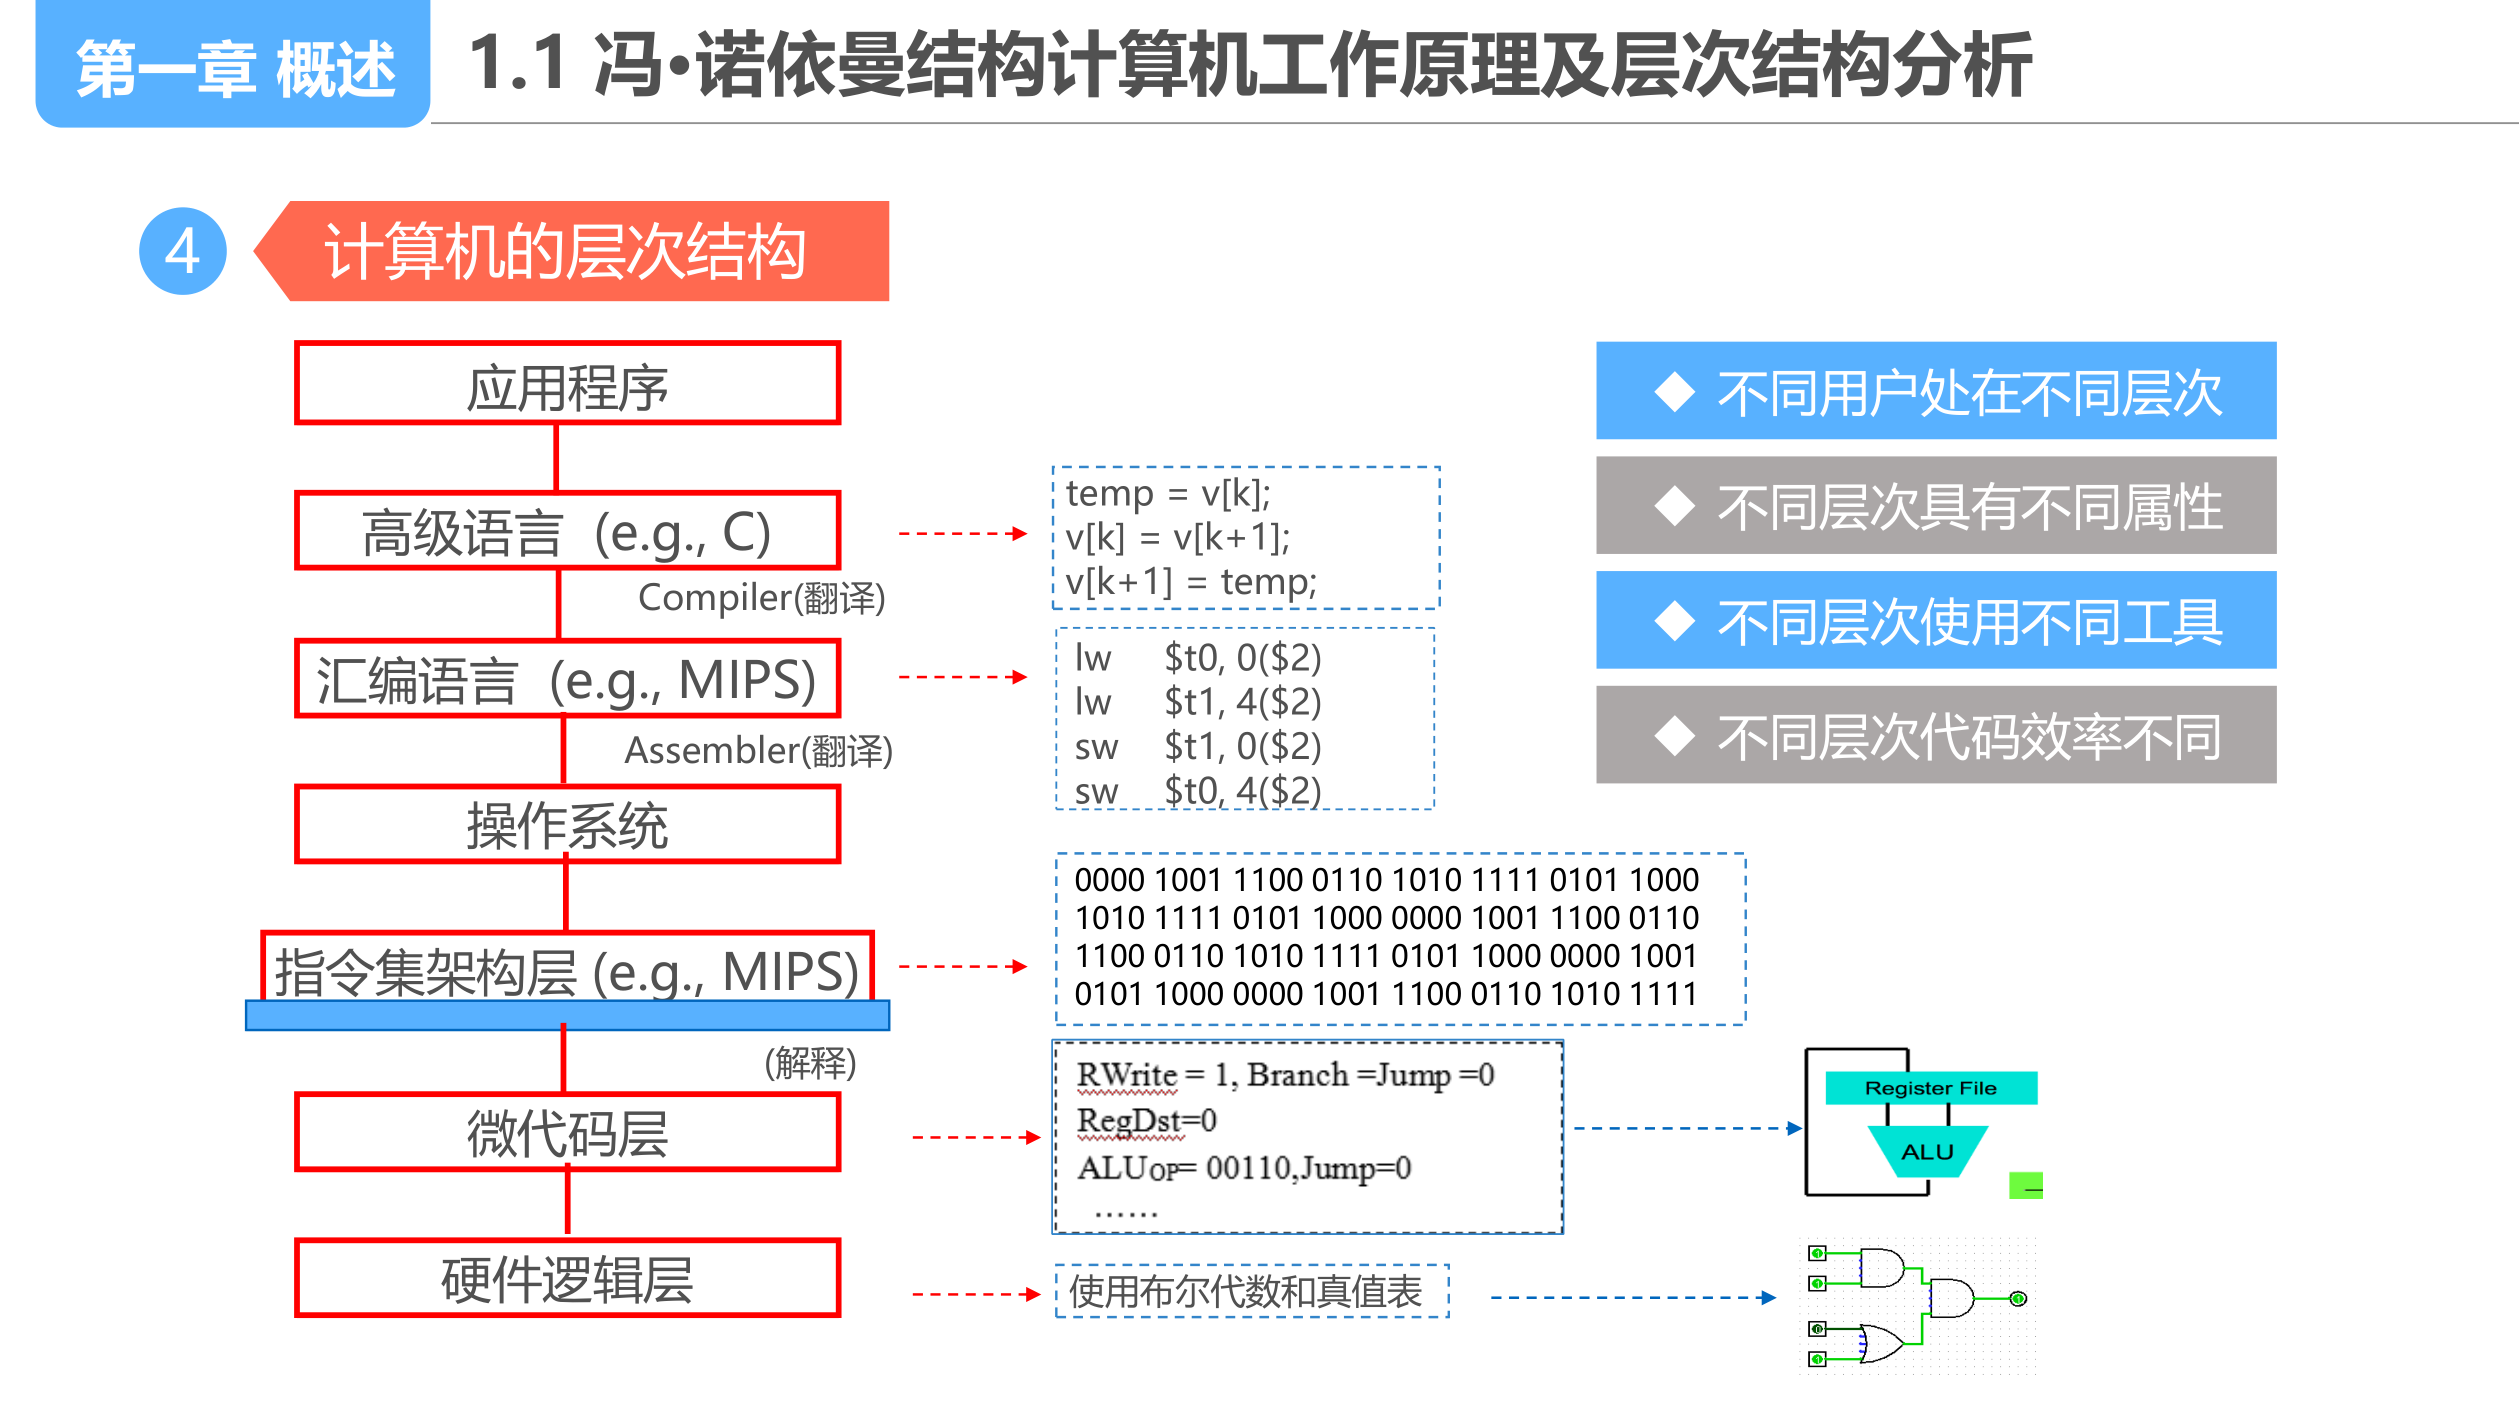 第一章 概述
1.1 冯·诺依曼结构计算机工作原理及层次结构分析
4
计算机的层次结构
应用程序
高级语言 (e.g., C)
Compiler(翻译)
汇编语言 (e.g., MIPS)
Assembler(翻译)
操作系统
指令集架构层 (e.g., MIPS)
(解释)
微代码层
硬件逻辑层
temp = v[k];
v[k] = v[k+1];
v[k+1] = temp;
lw $t0, 0($2)
lw $t1, 4($2)
sw $t1, 0($2)
sw $t0, 4($2)
0000 1001 1100 0110 1010 1111 0101 1000
1010 1111 0101 1000 0000 1001 1100 0110
1100 0110 1010 1111 0101 1000 0000 1001
0101 1000 0000 1001 1100 0110 1010 1111
RWrite = 1, Branch =Jump =0
RegDst=0
ALUOP= 00110,Jump=0
……
使用布尔代数和真值表
◆ 不同用户处在不同层次
◆ 不同层次具有不同属性
◆ 不同层次使用不同工具
◆ 不同层次代码效率不同
Register File
ALU